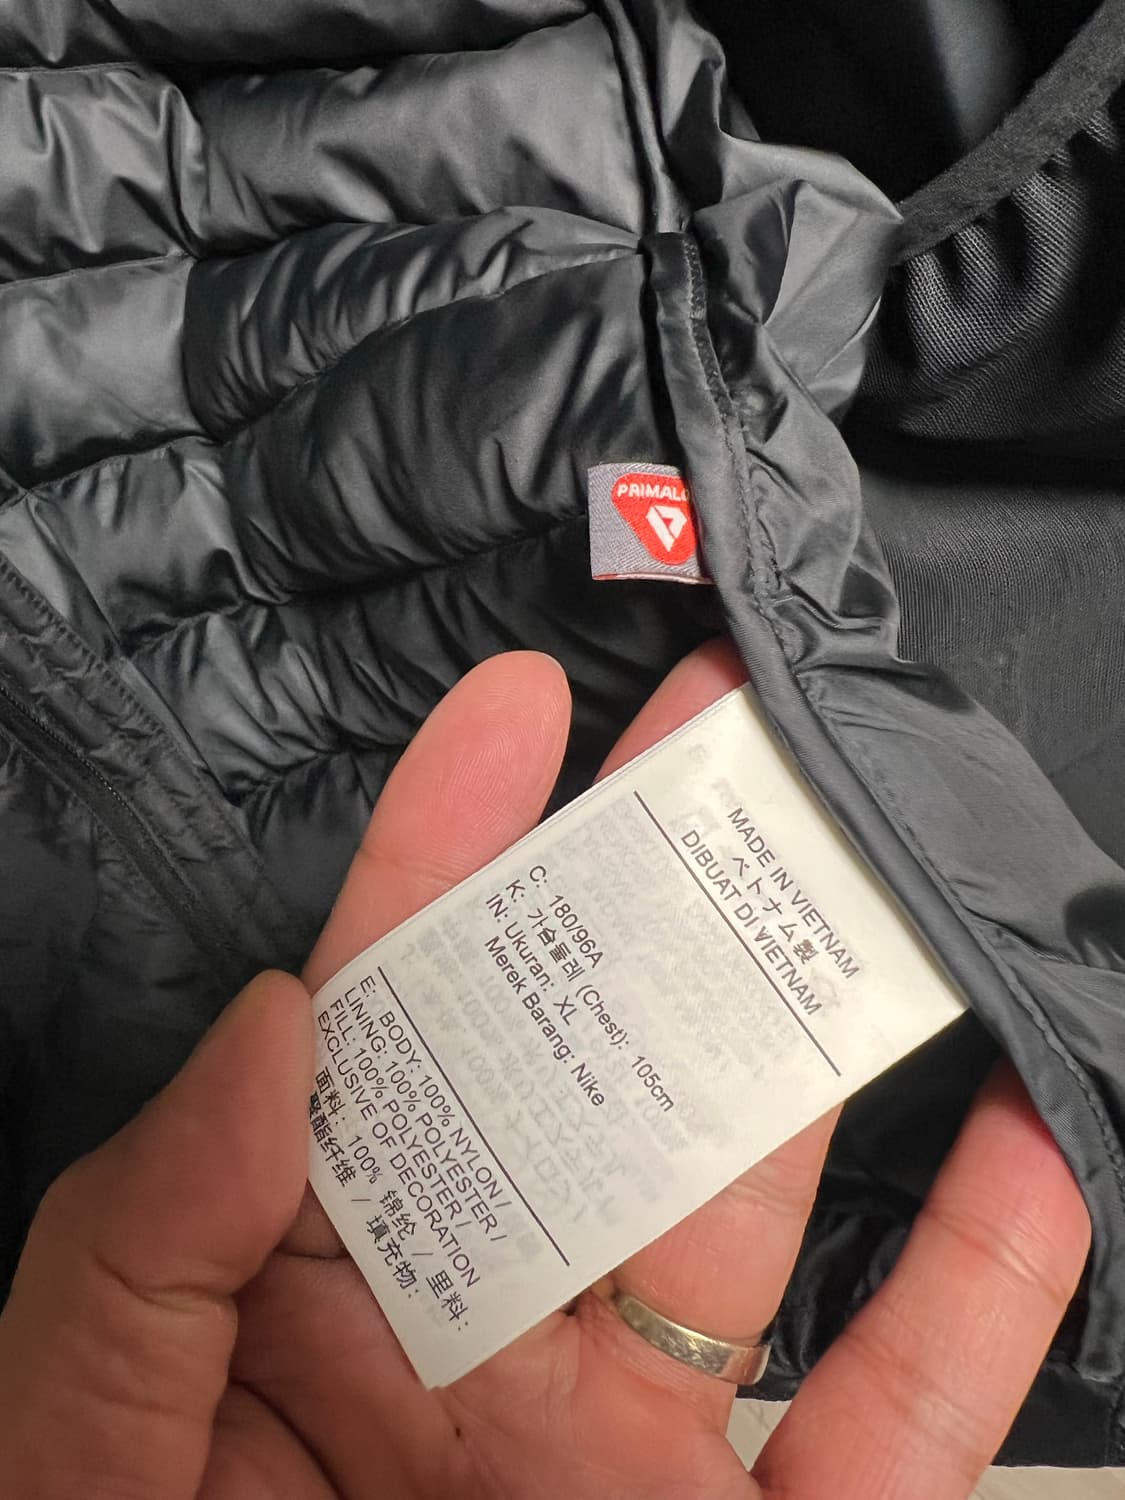 PRIMALO
MADE IN VIETNAM
ベトナム製
DIBUAT DI VIETNAM
C: 180/96A
K: 가슴둘레 (Chest): 105cm
IN: Ukuran: XL
Merek Barang: Nike
E: BODY: 100% NYLON /
LINING: 100% POLYESTER /
FILL: 100% POLYESTER /
EXCLUSIVE OF DECORATION
面料: 100% 锦纶 / 里料:
聚酯纤维 / 填充物: